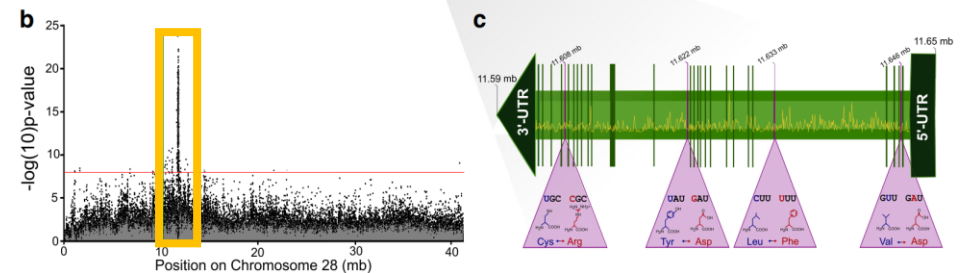 b
25
20
15
10
5
0
-log(10)p-value
0
10
20
30
40
Position on Chromosome 28 (mb)
c
11.59 mb
11.608 mb
11.622 mb
11.633 mb
11.646 mb
11.65 mb
3'-UTR
5'-UTR
UGC CGC
Cys ↔ Arg
UAU GAU
Tyr ↔ Asp
CUU UUU
Leu ↔ Phe
GUU GAU
Val ↔ Asp